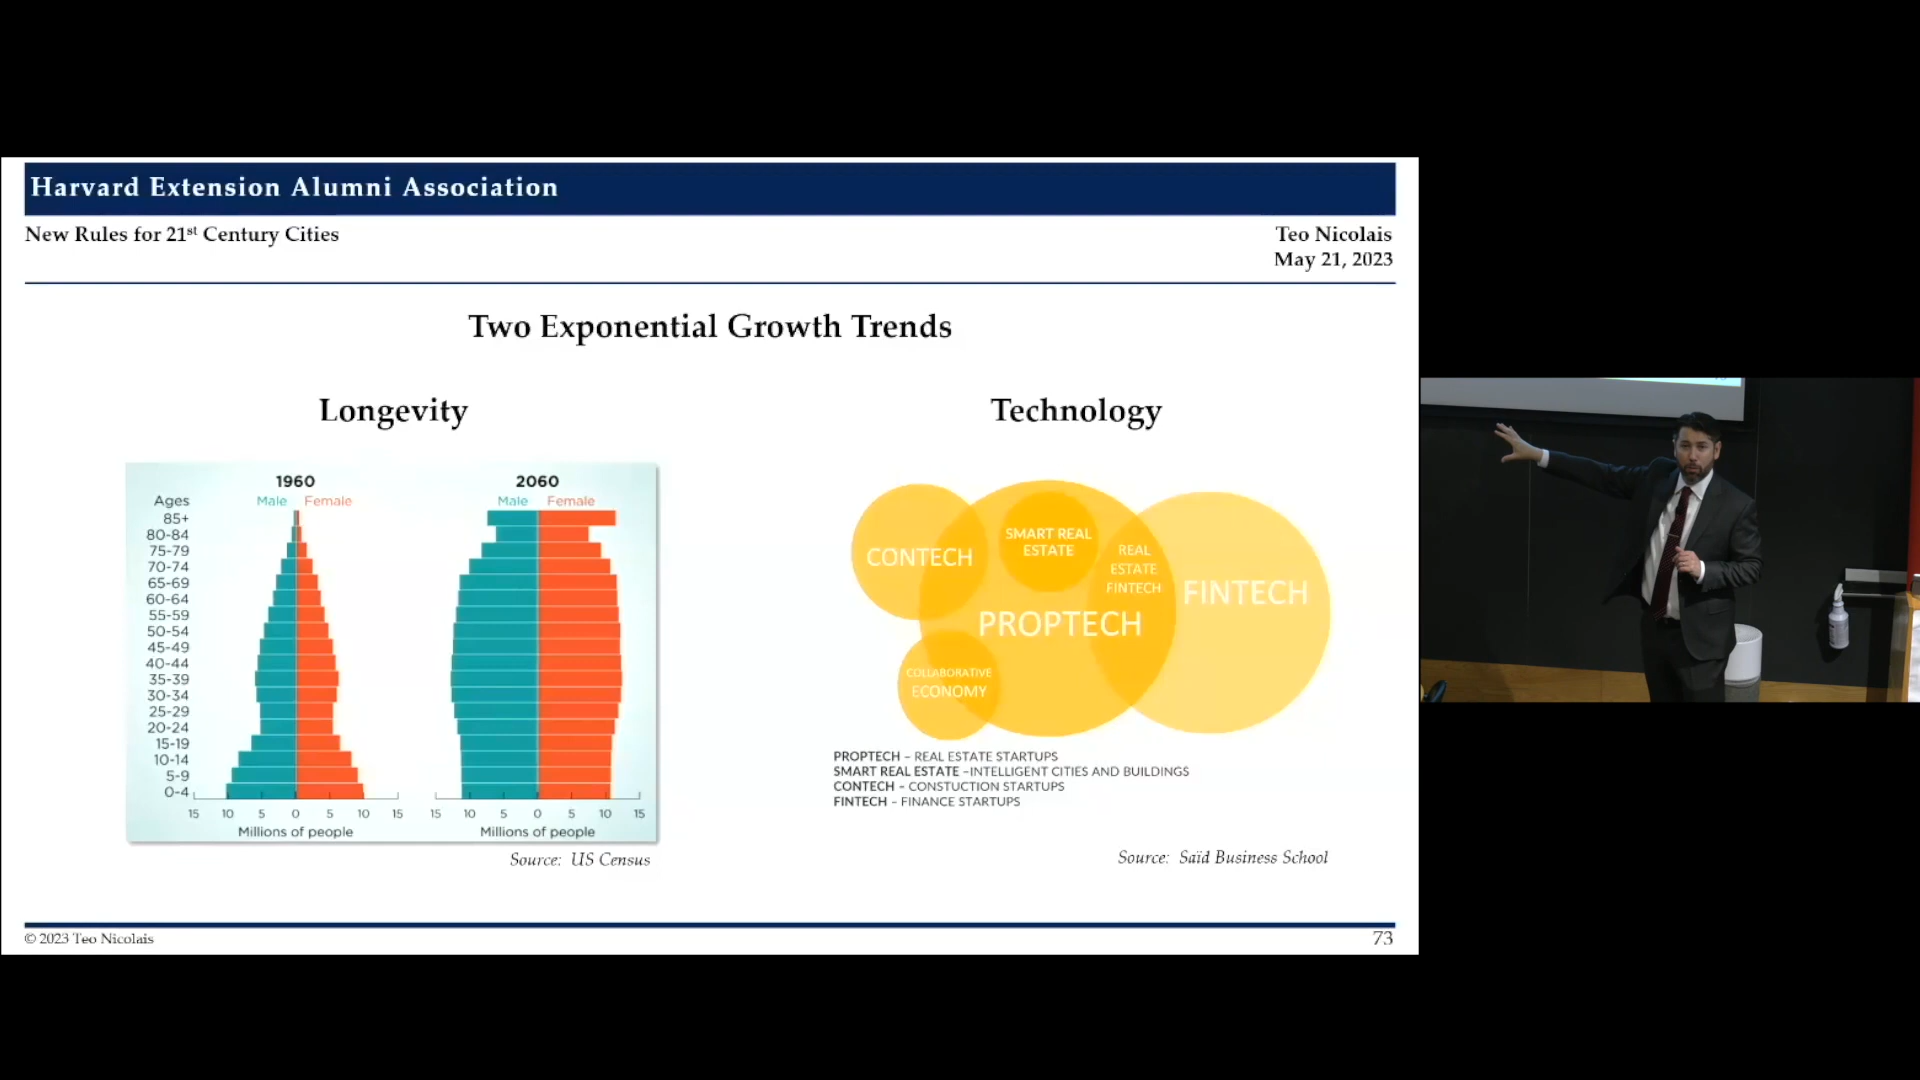 Harvard Extension Alumni Association
New Rules for 21st Century Cities
Teo Nicolais
May 21, 2023
Two Exponential Growth Trends
Longevity
1960
2060
Ages
Male Female
Male Female
85+
80-84
75-79
70-74
65-69
60-64
55-59
50-54
45-49
40-44
35-39
30-34
25-29
20-24
15-19
10-14
5-9
0-4
15 10 5 0 5 10 15
15 10 5 0 5 10 15
Millions of people
Millions of people
Source: US Census
Technology
CONTECH
SMART REAL
ESTATE
REAL
ESTATE
FINTECH
FINTECH
PROPTECH
COLLABORATIVE
ECONOMY
PROPTECH – REAL ESTATE STARTUPS
SMART REAL ESTATE –INTELLIGENT CITIES AND BUILDINGS
CONTECH – CONSTUCTION STARTUPS
FINTECH – FINANCE STARTUPS
Source: Saïd Business School
© 2023 Teo Nicolais
73